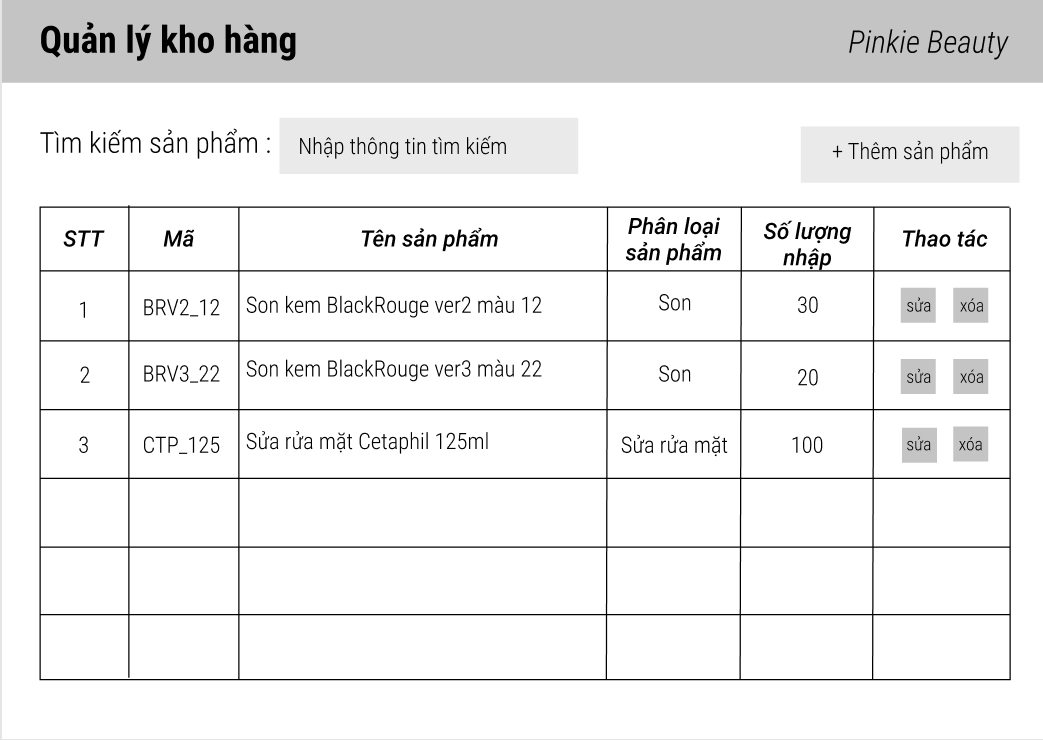 Quản lý kho hàng
Pinkie Beauty
Tìm kiếm sản phẩm :
Nhập thông tin tìm kiếm
+ Thêm sản phẩm
STT Mã Tên sản phẩm Phân loại sản phẩm Số lượng nhập Thao tác
1 BRV2_12 Son kem BlackRouge ver2 màu 12 Son 30 sửa xóa
2 BRV3_22 Son kem BlackRouge ver3 màu 22 Son 20 sửa xóa
3 CTP_125 Sửa rửa mặt Cetaphil 125ml Sửa rửa mặt 100 sửa xóa